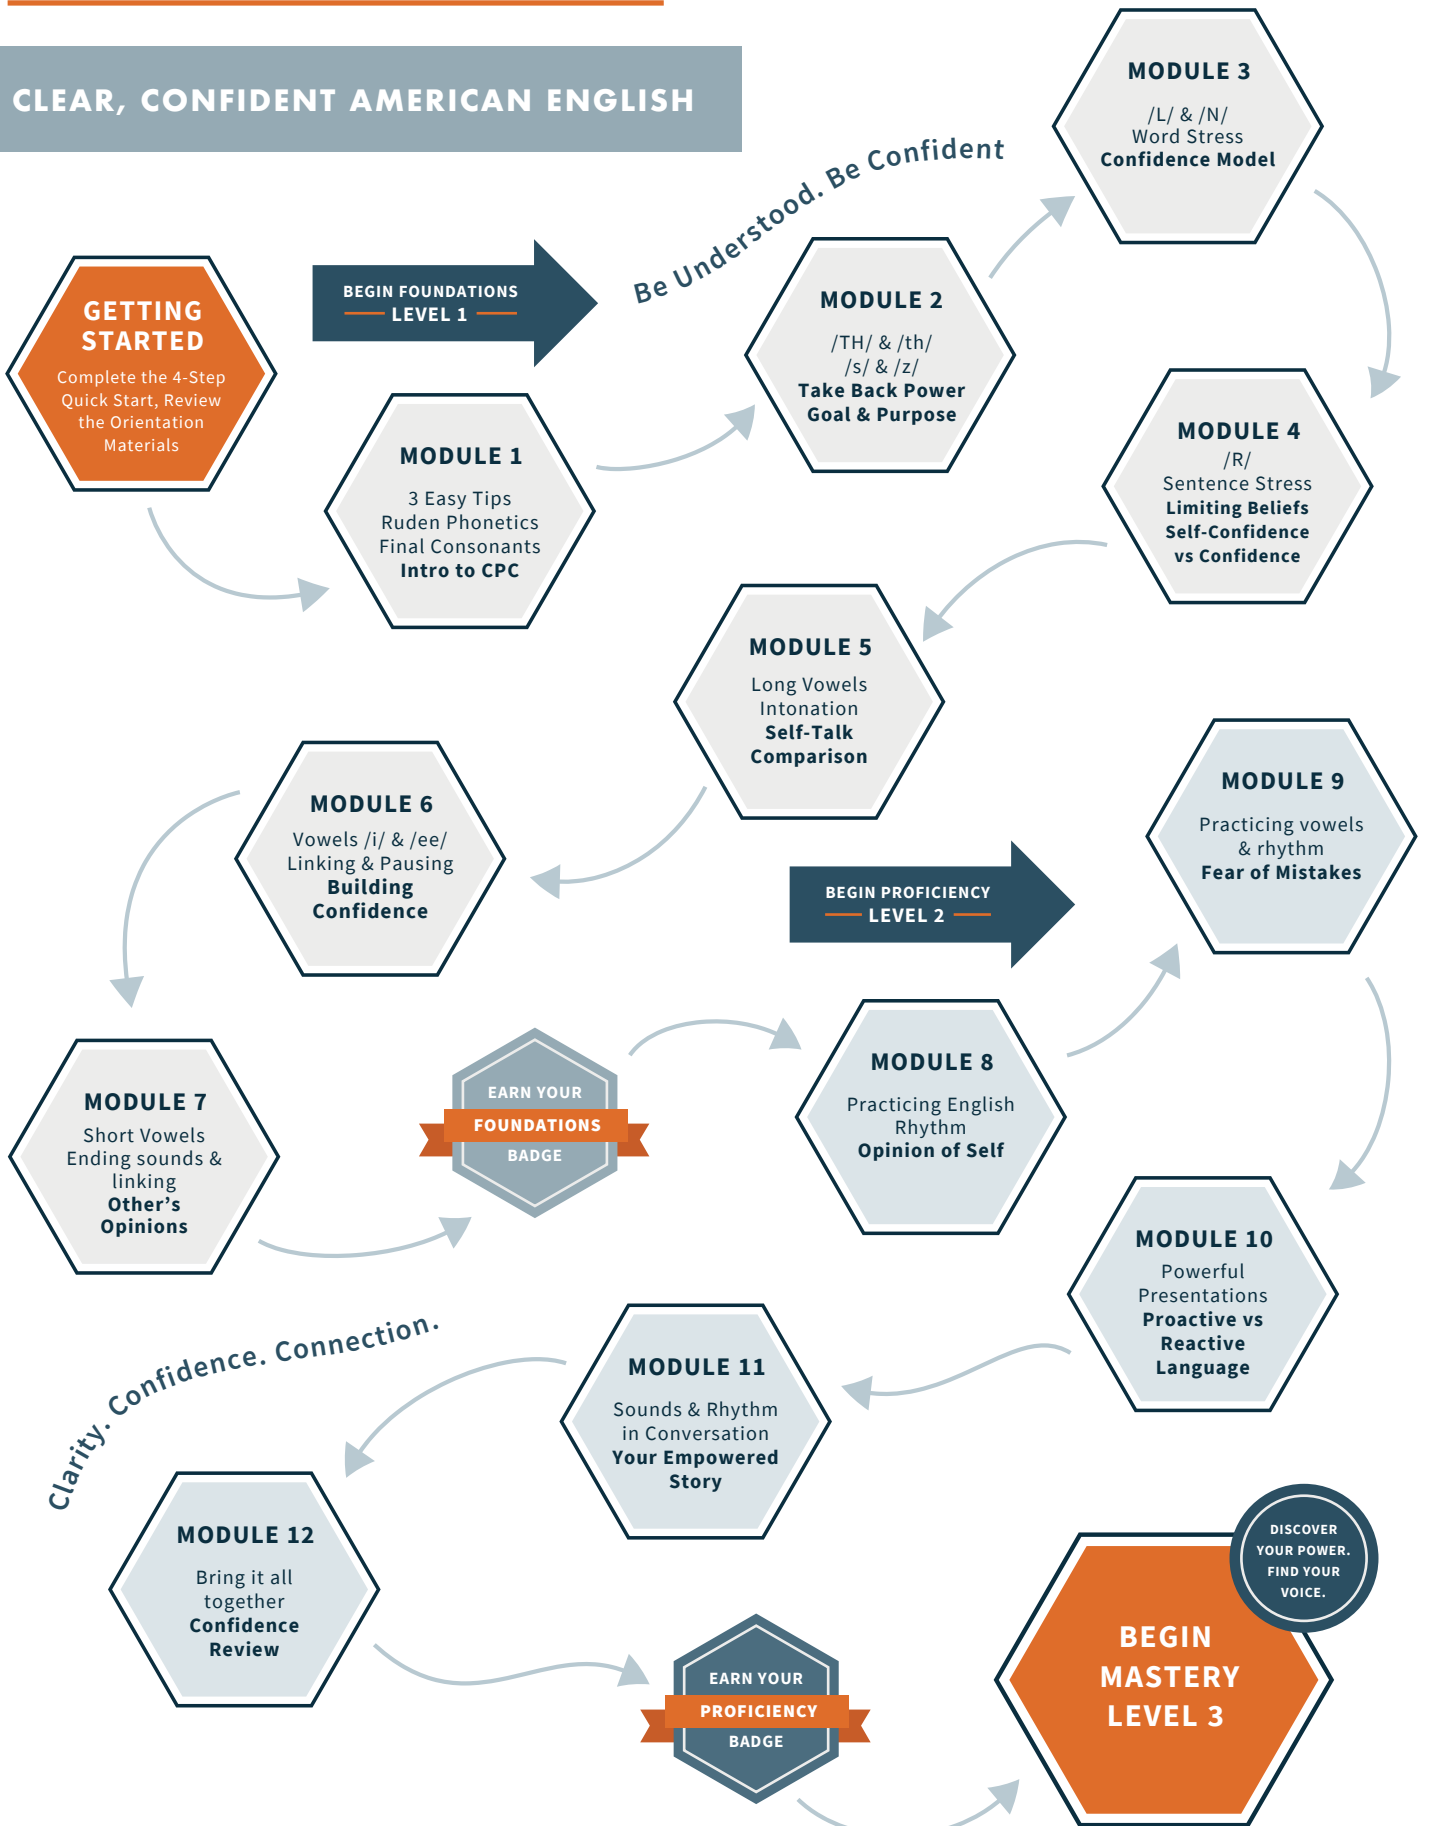 CLEAR, CONFIDENT AMERICAN ENGLISH
GETTING
STARTED
Complete the 4-Step
Quick Start, Review
the Orientation
Materials
BEGIN FOUNDATIONS
LEVEL 1
Be Understood. Be Confident
MODULE 1
3 Easy Tips
Ruden Phonetics
Final Consonants
Intro to CPC
MODULE 2
/TH/ & /th/
/s/ & /z/
Take Back Power
Goal & Purpose
MODULE 3
/L/ & /N/
Word Stress
Confidence Model
MODULE 4
/R/
Sentence Stress
Limiting Beliefs
Self-Confidence
vs Confidence
MODULE 5
Long Vowels
Intonation
Self-Talk
Comparison
MODULE 6
Vowels /i/ & /ee/
Linking & Pausing
Building
Confidence
MODULE 7
Short Vowels
Ending sounds &
linking
Other’s
Opinions
EARN YOUR
FOUNDATIONS
BADGE
BEGIN PROFICIENCY
LEVEL 2
MODULE 8
Practicing English
Rhythm
Opinion of Self
MODULE 9
Practicing vowels
& rhythm
Fear of Mistakes
MODULE 10
Powerful
Presentations
Proactive vs
Reactive
Language
MODULE 11
Sounds & Rhythm
in Conversation
Your Empowered
Story
Clarity. Confidence. Connection.
MODULE 12
Bring it all
together
Confidence
Review
EARN YOUR
PROFICIENCY
BADGE
DISCOVER
YOUR POWER.
FIND YOUR
VOICE.
BEGIN
MASTERY
LEVEL 3